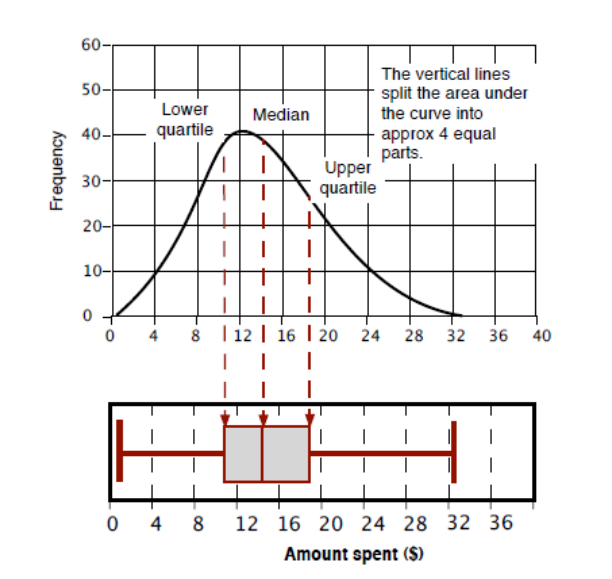 60
50
40
30
20
10
0
Frequency
Lower
quartile
Median
Upper
quartile
The vertical lines
split the area under
the curve into
approx 4 equal
parts.
0 4 8 12 16 20 24 28 32 36 40
0 4 8 12 16 20 24 28 32 36
Amount spent ($)